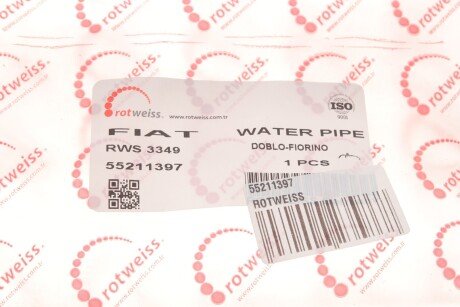 rotweiss.
www.rotweiss.com.tr
ISO
9001
FIAT WATER PIPE
RWS 3349 DOBLO-FIORINO
55211397 1 PCS
55211397
ROTWEISS